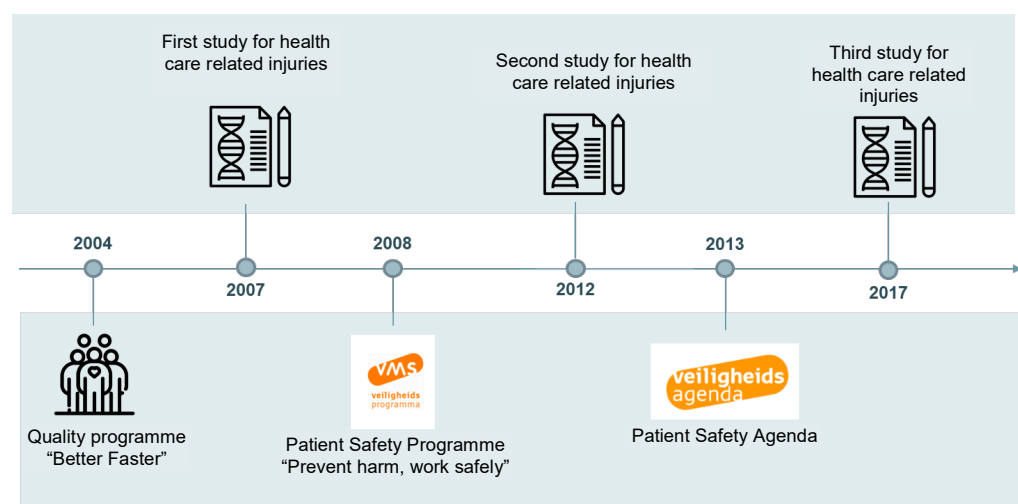 First study for health
care related injuries
Second study for health
care related injuries
Third study for
health care related
injuries
2004
2008
2013
2007
2012
2017
VMS
veiligheids
programma
veiligheids
agenda
Quality programme
“Better Faster”
Patient Safety Programme
“Prevent harm, work safely”
Patient Safety Agenda